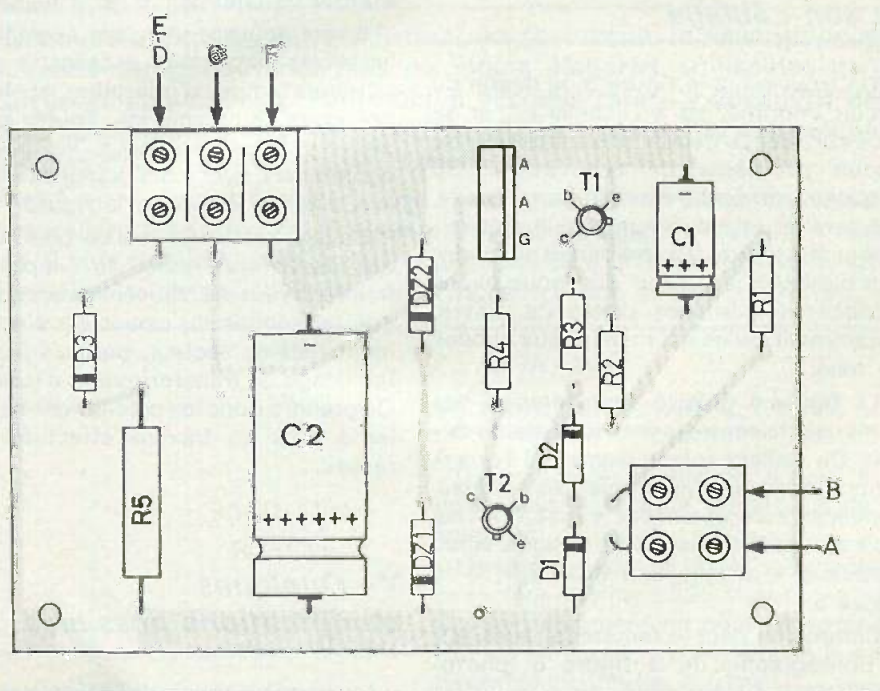 E
D C F
A
A
G
T1
b e
c
C1
-
+++
R1
DZ2
D3
R4
R3
R2
-
C2
++++++
R5
D2
T2
c b
e
DZ1
D1
B
A